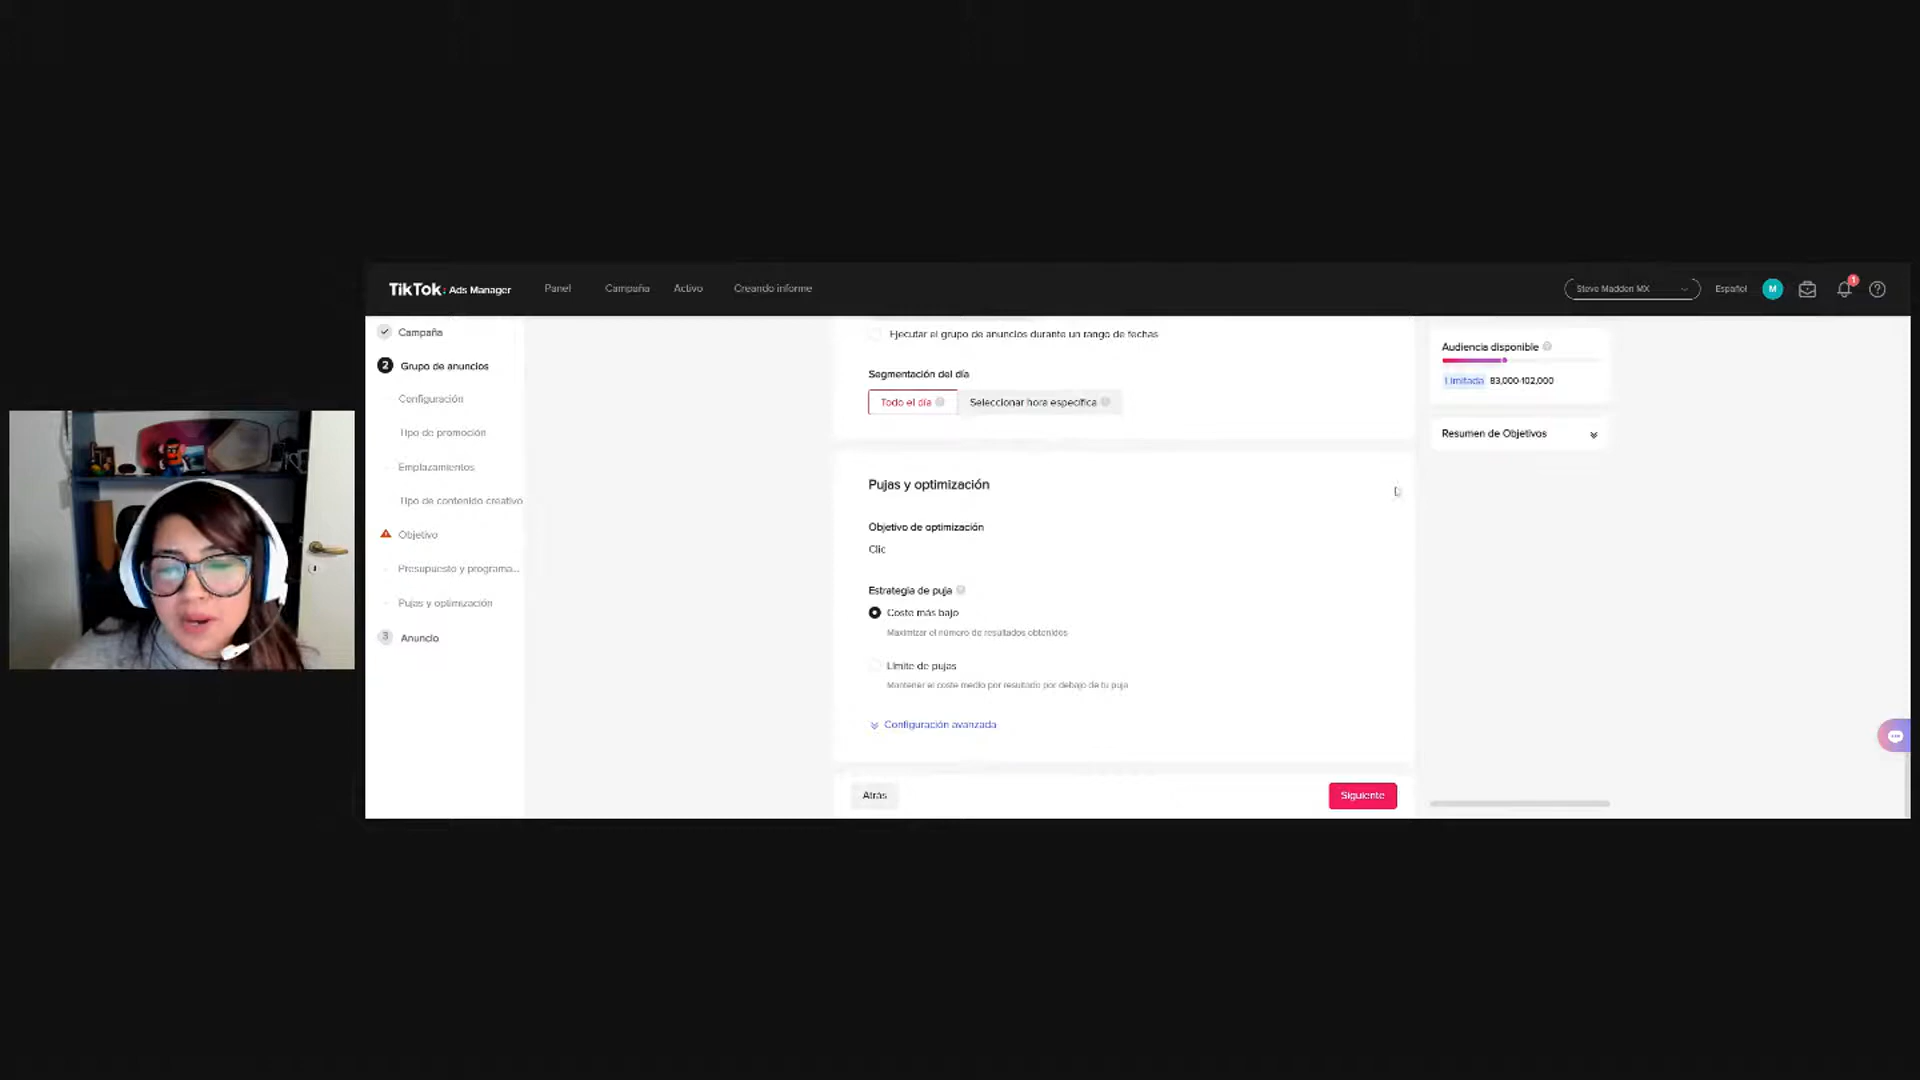 TikTok: Ads Manager
Panel
Campaña
Activo
Creando informe
Steve Madden MX
Español
M
1
Campaña
2 Grupo de anuncios
Configuración
Tipo de promoción
Emplazamientos
Tipo de contenido creativo
Objetivo
Presupuesto y programa...
Pujas y optimización
3 Anuncio
Ejecutar el grupo de anuncios durante un rango de fechas
Segmentación del día
Todo el día
Seleccionar hora específica
Pujas y optimización
Objetivo de optimización
Clic
Estrategia de puja
Coste más bajo
Maximizar el número de resultados obtenidos
Límite de pujas
Mantener el coste medio por resultado por debajo de tu puja
Configuración avanzada
Atrás
Siguiente
Audiencia disponible
Limitada 83,000-102,000
Resumen de Objetivos